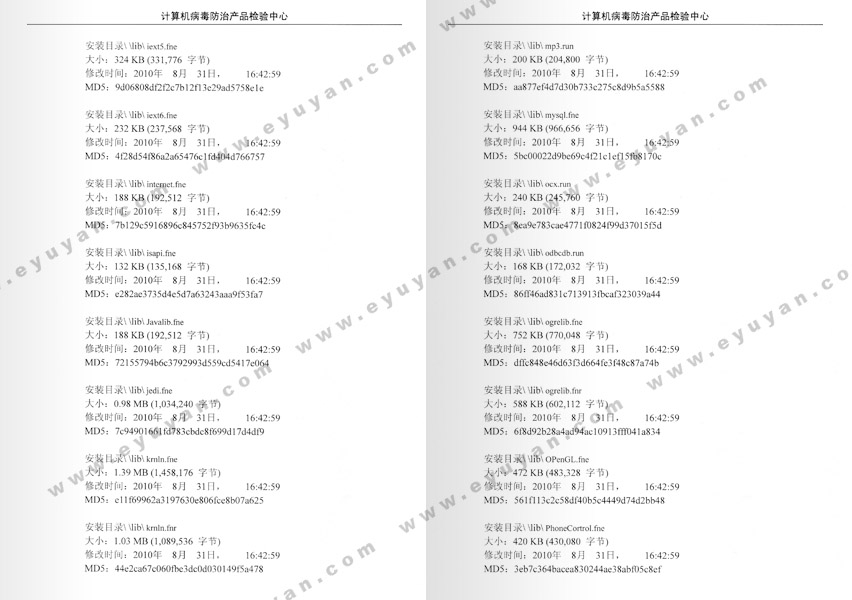 计算机病毒防治产品检验中心
安装目录\ \lib\ iext5.fne
大小：324 KB (331,776 字节)
修改时间：2010年 8月 31日， 16:42:59
MD5：9d06808df2f2c7b12f13c29ad5758e1e
安装目录\ \lib\ iext6.fne
大小：232 KB (237,568 字节)
修改时间：2010年 8月 31日， 16:42:59
MD5：4f28d54f86a2a65476c1fd404d766757
安装目录\ \lib\ internet.fne
大小：188 KB (192,512 字节)
修改时间：2010年 8月 31日， 16:42:59
MD5：7b129c5916896c845752f93b9635fe4c
安装目录\ \lib\ isapi.fne
大小：132 KB (135,168 字节)
修改时间：2010年 8月 31日， 16:42:59
MD5：e282ae3735d4e5d7a63243aaa9f53fa7
安装目录\ \lib\ Javalib.fne
大小：188 KB (192,512 字节)
修改时间：2010年 8月 31日， 16:42:59
MD5：72155794b6c3792993d559cd5417e064
安装目录\ \lib\ jedi.fne
大小：0.98 MB (1,034,240 字节)
修改时间：2010年 8月 31日， 16:42:59
MD5：7c94901661fd783cbdc8f699d17d4df9
安装目录\ \lib\ krnln.fne
大小：1.39 MB (1,458,176 字节)
修改时间：2010年 8月 31日， 16:42:59
MD5：e11f69962a3197630e806fce8b07a625
安装目录\ \lib\ krnln.fnr
大小：1.03 MB (1,089,536 字节)
修改时间：2010年 8月 31日， 16:42:59
MD5：44e2ca67c060fbe3dc0d030149f5a478
计算机病毒防治产品检验中心
安装目录\ \lib\ mp3.run
大小：200 KB (204,800 字节)
修改时间：2010年 8月 31日， 16:42:59
MD5：aa877ef4d7d30b733c275c8d9b5a5588
安装目录\ \lib\ mysql.fne
大小：944 KB (966,656 字节)
修改时间：2010年 8月 31日， 16:42:59
MD5：5bc00022d9be69c4f21c1ef15fb8170c
安装目录\ \lib\ ocx.run
大小：240 KB (245,760 字节)
修改时间：2010年 8月 31日， 16:42:59
MD5：8ea9e783cae4771f0824f99d37015f5d
安装目录\ \lib\ odbcdb.run
大小：168 KB (172,032 字节)
修改时间：2010年 8月 31日， 16:42:59
MD5：86ff46ad831c713913fbcaf323039a44
安装目录\ \lib\ ogrelib.fne
大小：752 KB (770,048 字节)
修改时间：2010年 8月 31日， 16:42:59
MD5：dffc848e46d63f3d664fe3f48c87a74b
安装目录\ \lib\ ogrelib.fnr
大小：588 KB (602,112 字节)
修改时间：2010年 8月 31日， 16:42:59
MD5：6f8d92b28a4ad94ac10913fff041a834
安装目录\ \lib\ OPenGL.fne
大小：472 KB (483,328 字节)
修改时间：2010年 8月 31日， 16:42:59
MD5：561f113c2c58df40b5c4449d74d2bb48
安装目录\ \lib\ PhoneCortrol.fne
大小：420 KB (430,080 字节)
修改时间：2010年 8月 31日， 16:42:59
MD5：3eb7c364bacea830244ae38abf05c8ef
www.eyuyan.com
www.eyuyan.com
www.eyuyan.com
www.eyuyan.com